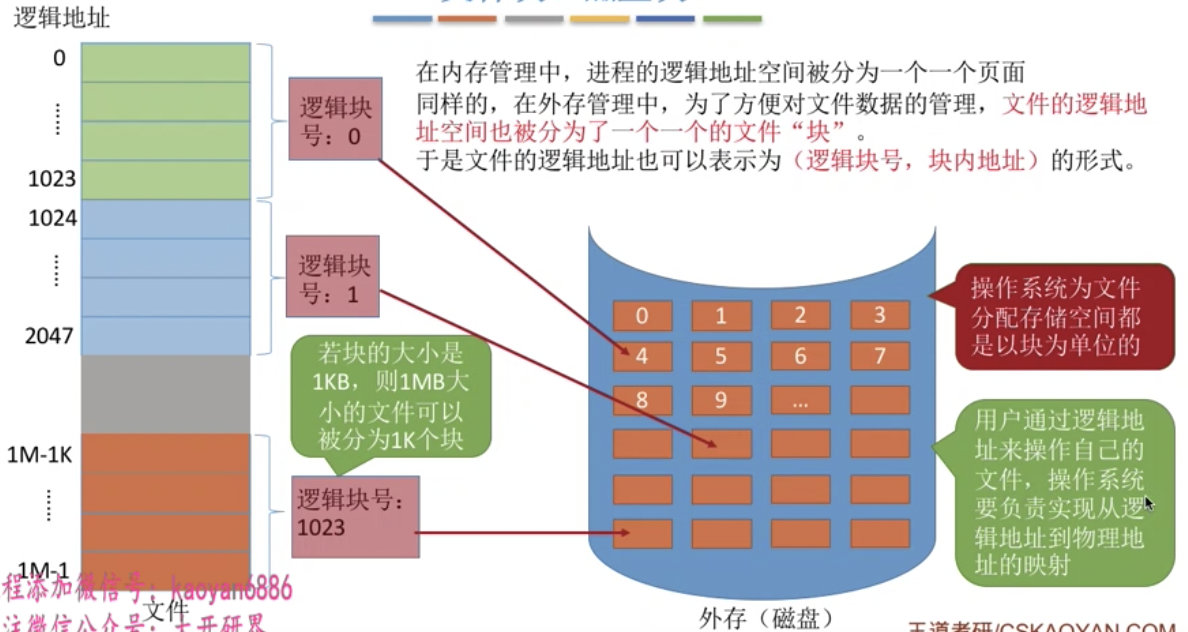 逻辑地址
0
1023
1024
2047
1M-1K
1M-1
文件
逻辑块
号：0
逻辑块
号：1
若块的大小是
1KB，则1MB大
小的文件可以
被分为1K个块
逻辑块号：
1023
在内存管理中，进程的逻辑地址空间被分为一个一个页面
同样的，在外存管理中，为了方便对文件数据的管理，文件的逻辑地
址空间也被分为了一个一个的文件“块”。
于是文件的逻辑地址也可以表示为（逻辑块号，块内地址）的形式。
0 1 2 3
4 5 6 7
8 9 ...
外存（磁盘）
操作系统为文件
分配存储空间都
是以块为单位的
用户通过逻辑地
址来操作自己的
文件，操作系统
要负责实现从逻
辑地址到物理地
址的映射
程添加微信号：kaoyan6886
注微信公众号：
王道考研/CSKAOYAN.COM